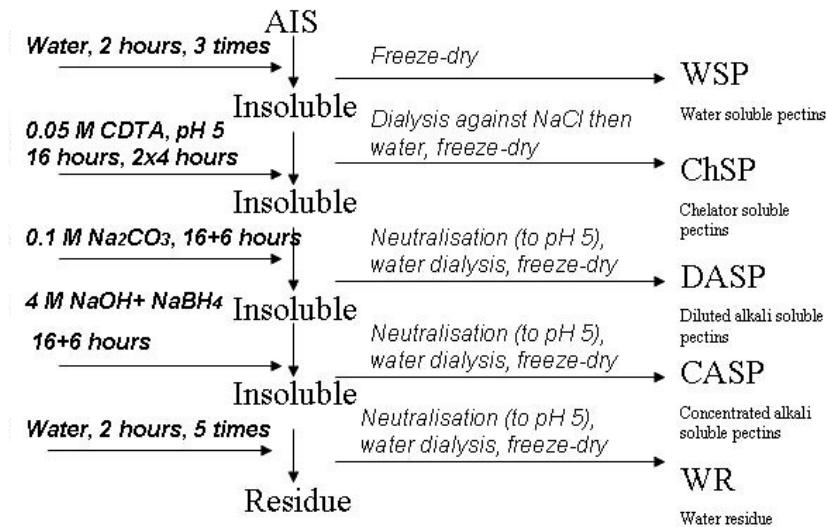 AIS
Water, 2 hours, 3 times
Freeze-dry
WSP
Water soluble pectins
Insoluble
0.05 M CDTA, pH 5
16 hours, 2x4 hours
Dialysis against NaCl then
water, freeze-dry
ChSP
Chelator soluble
pectins
Insoluble
0.1 M Na₂CO₃, 16+6 hours
Neutralisation (to pH 5),
water dialysis, freeze-dry
DASP
Diluted alkali soluble
pectins
Insoluble
4 M NaOH+ NaBH₄
16+6 hours
Neutralisation (to pH 5),
water dialysis, freeze-dry
CASP
Concentrated alkali
soluble pectins
Insoluble
Water, 2 hours, 5 times
Neutralisation (to pH 5),
water dialysis, freeze-dry
WR
Water residue
Residue